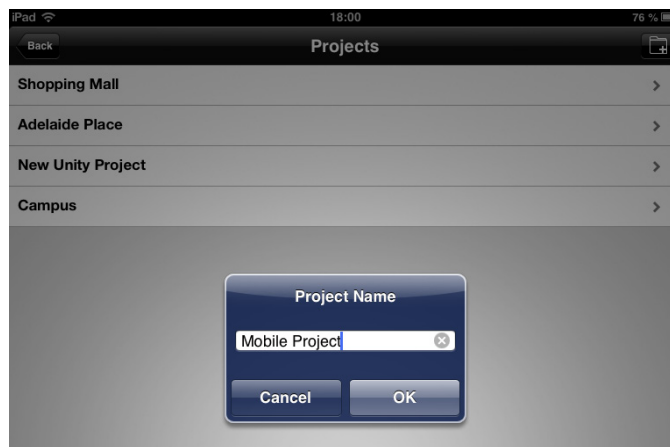 iPad 18:00 76 %
Back Projects
Shopping Mall
Adelaide Place
New Unity Project
Campus
Project Name
Mobile Project
Cancel OK